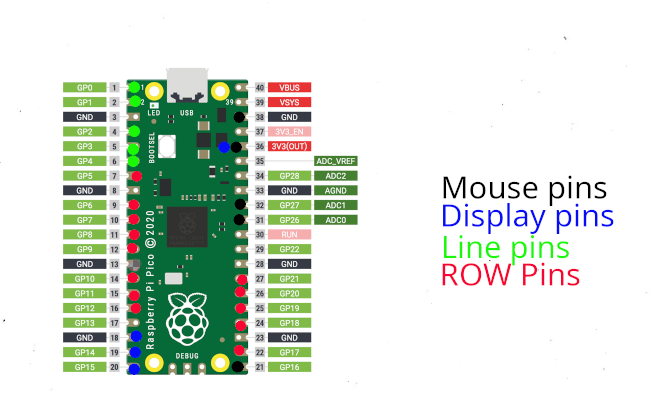 GP0 1 1 40 VBUS
GP1 2 2 39 39 VSYS
GND 3 LED USB 38 GND
GP2 4 37 3V3_EN
GP3 5 BOOTSEL 36 3V3(OUT)
GP4 6 35 ADC_VREF
GP5 7 34 GP28 ADC2
GND 8 33 GND AGND
GP6 9 32 GP27 ADC1
GP7 10 31 GP26 ADC0
GP8 11 30 RUN
GP9 12 29 GP22
GND 13 28 GND
GP10 14 27 GP21
GP11 15 26 GP20
GP12 16 25 GP19
GP13 17 24 GP18
GND 18 23 GND
GP14 19 22 GP17
GP15 20 21 GP16
Raspberry Pi Pico © 2020
DEBUG
Mouse pins
Display pins
Line pins
ROW Pins